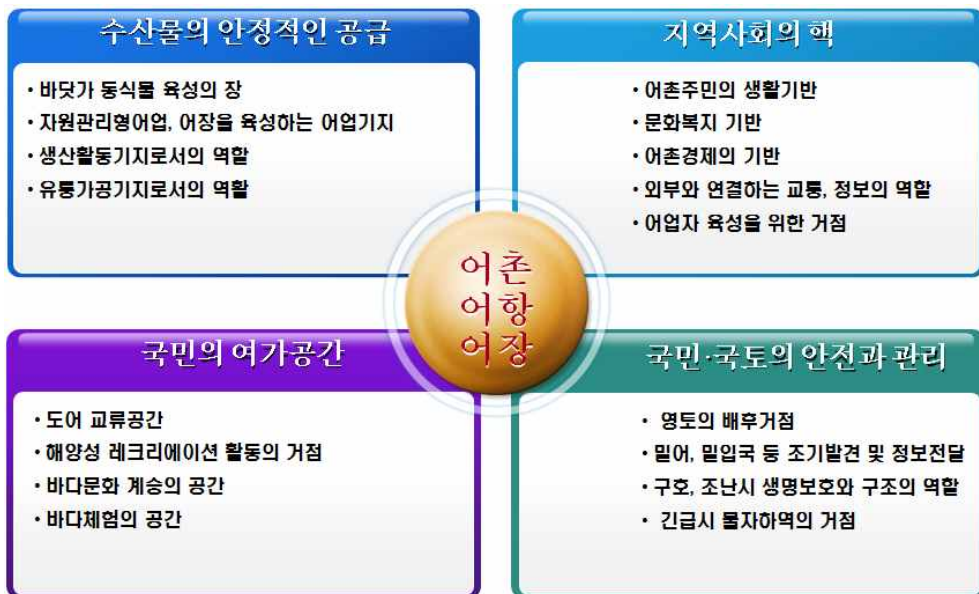 수산물의 안정적인 공급
• 바닷가 동식물 육성의 장
• 자원관리형어업, 어장을 육성하는 어업기지
• 생산활동기지로서의 역할
• 유통가공기지로서의 역활
지역사회의 핵
• 어촌주민의 생활기반
• 문화복지 기반
• 어촌경제의 기반
• 외부와 연결하는 교통, 정보의 역할
• 어업자 육성을 위한 거점
어촌
어항
어장
국민의 여가공간
• 도어 교류공간
• 해양성 레크리에이션 활동의 거점
• 바다문화 계승의 공간
• 바다체험의 공간
국민·국토의 안전과 관리
• 영토의 배후거점
• 밀어, 밀입국 등 조기발견 및 정보전달
• 구호, 조난시 생명보호와 구조의 역할
• 긴급시 물자하역의 거점